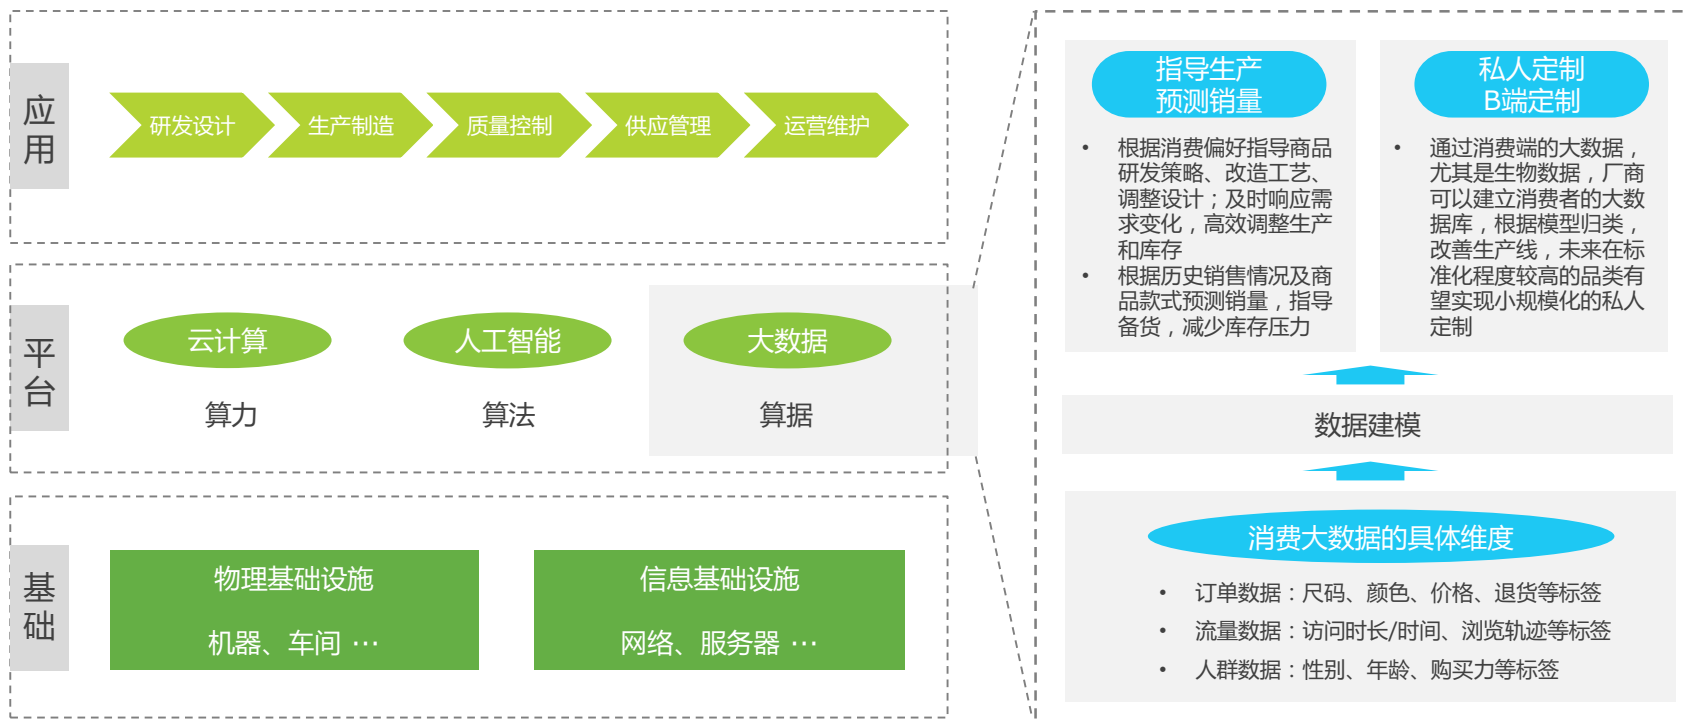 应
用
研发设计
生产制造
质量控制
供应管理
运营维护
平
台
云计算
人工智能
大数据
算力
算法
算据
基
础
物理基础设施
机器、车间 …
信息基础设施
网络、服务器 …
指导生产
预测销量
• 根据消费偏好指导商品
研发策略、改造工艺、
调整设计；及时响应需
求变化，高效调整生产
和库存
• 根据历史销售情况及商
品款式预测销量，指导
备货，减少库存压力
私人定制
B端定制
• 通过消费端的大数据，
尤其是生物数据，厂商
可以建立消费者的大数
据库，根据模型归类，
改善生产线，未来在标
准化程度较高的品类有
望实现小规模化的私人
定制
数据建模
消费大数据的具体维度
• 订单数据：尺码、颜色、价格、退货等标签
• 流量数据：访问时长/时间、浏览轨迹等标签
• 人群数据：性别、年龄、购买力等标签